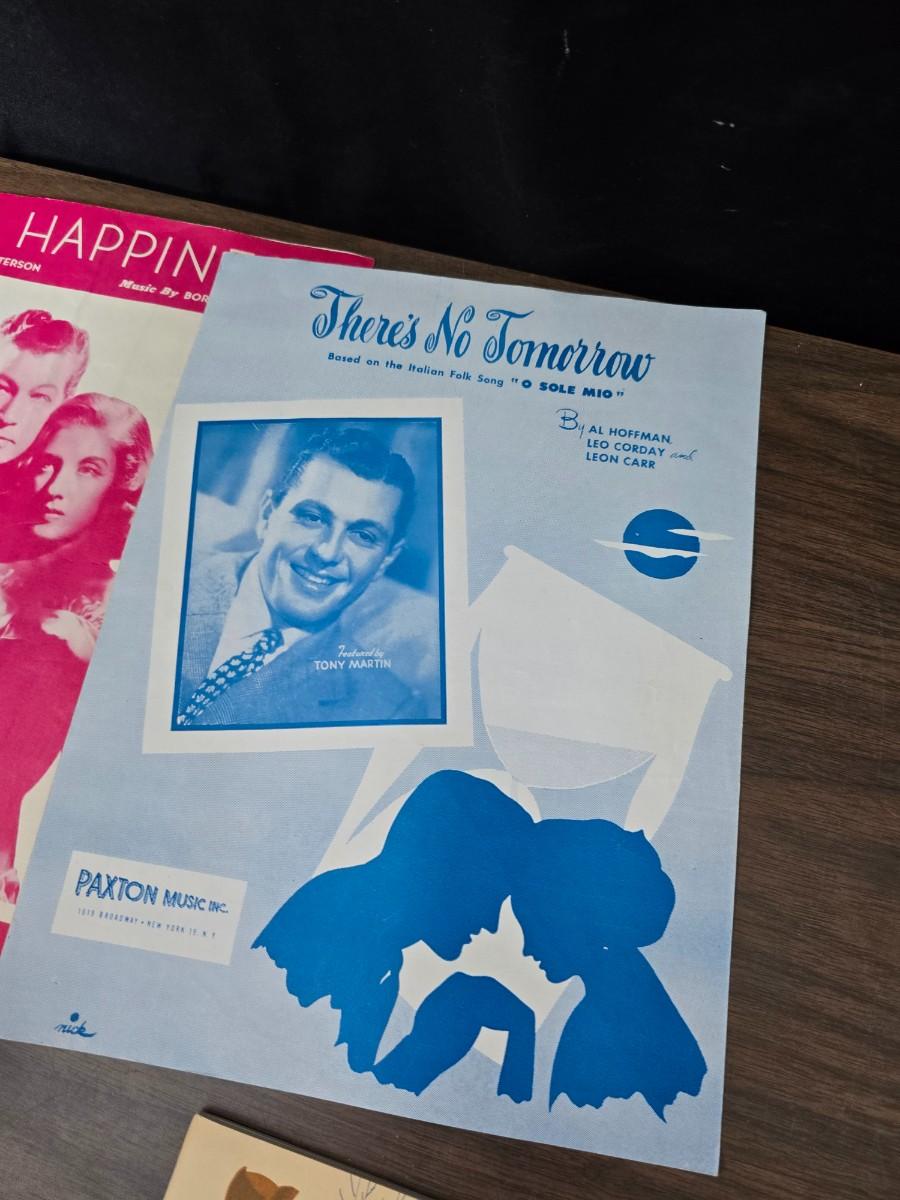 HAPPIN
TERSON
Music By BOR
There's No Tomorrow
Based on the Italian Folk Song "O SOLE MIO"
By AL HOFFMAN,
LEO CORDAY and
LEON CARR
Featured by
TONY MARTIN
PAXTON MUSIC INC.
1619 BROADWAY • NEW YORK 19, N. Y.
nick